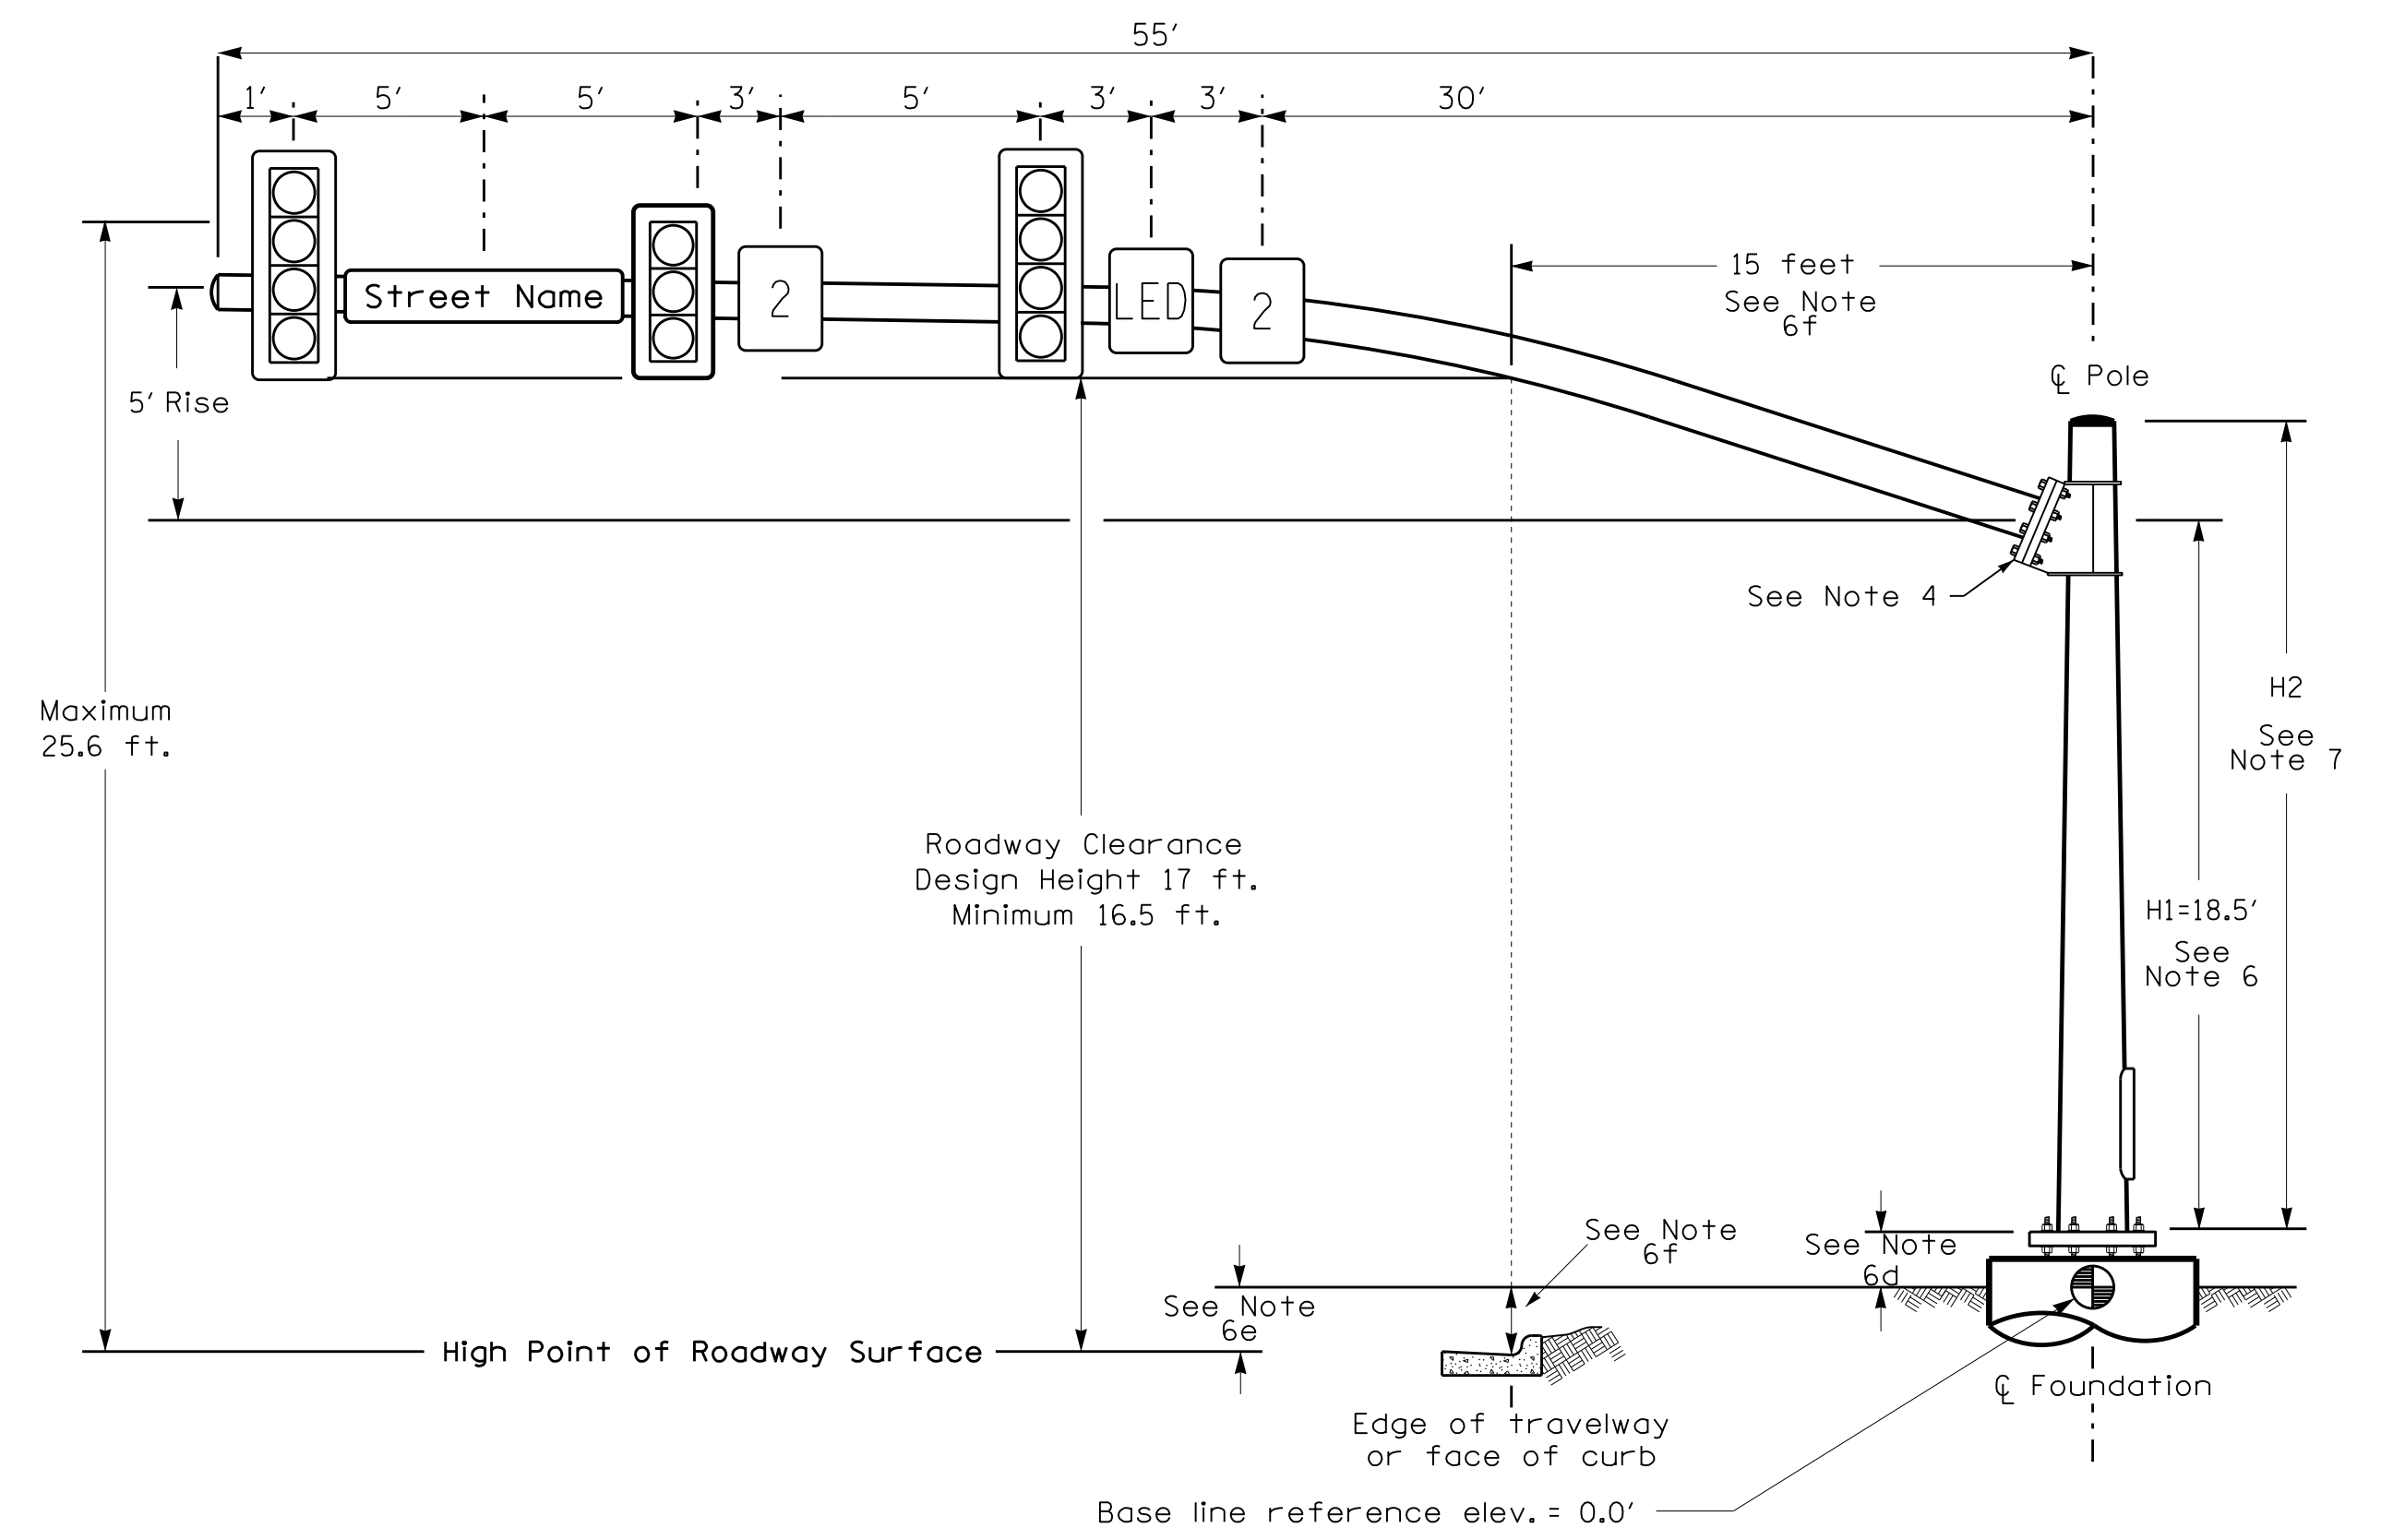 55'
1' 5' 5' 3' 5' 3' 3' 30'
15 feet
See Note
6f
Street Name
2
LED
2
℄ Pole
5' Rise
See Note 4
H2
See
Note 7
Maximum
25.6 ft.
Roadway Clearance
Design Height 17 ft.
Minimum 16.5 ft.
H1=18.5'
See
Note 6
See Note
6f
See Note
6d
See Note
6e
High Point of Roadway Surface
℄ Foundation
Edge of travelway
or face of curb
Base line reference elev. = 0.0'